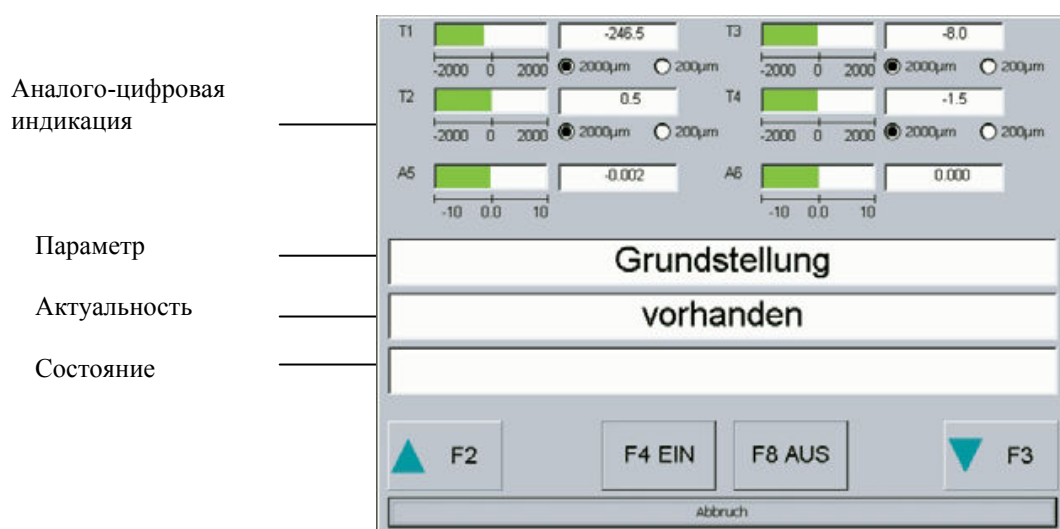 Аналого-цифровая
индикация
Параметр
Актуальность
Состояние
T1 -246.5 T3 -8.0
-2000 0 2000 2000µm 200µm -2000 0 2000 2000µm 200µm
T2 0.5 T4 -1.5
-2000 0 2000 2000µm 200µm -2000 0 2000 2000µm 200µm
A5 -0.002 A6 0.000
-10 0.0 10 -10 0.0 10
Grundstellung
vorhanden
F2 F4 EIN F8 AUS F3
Abbruch